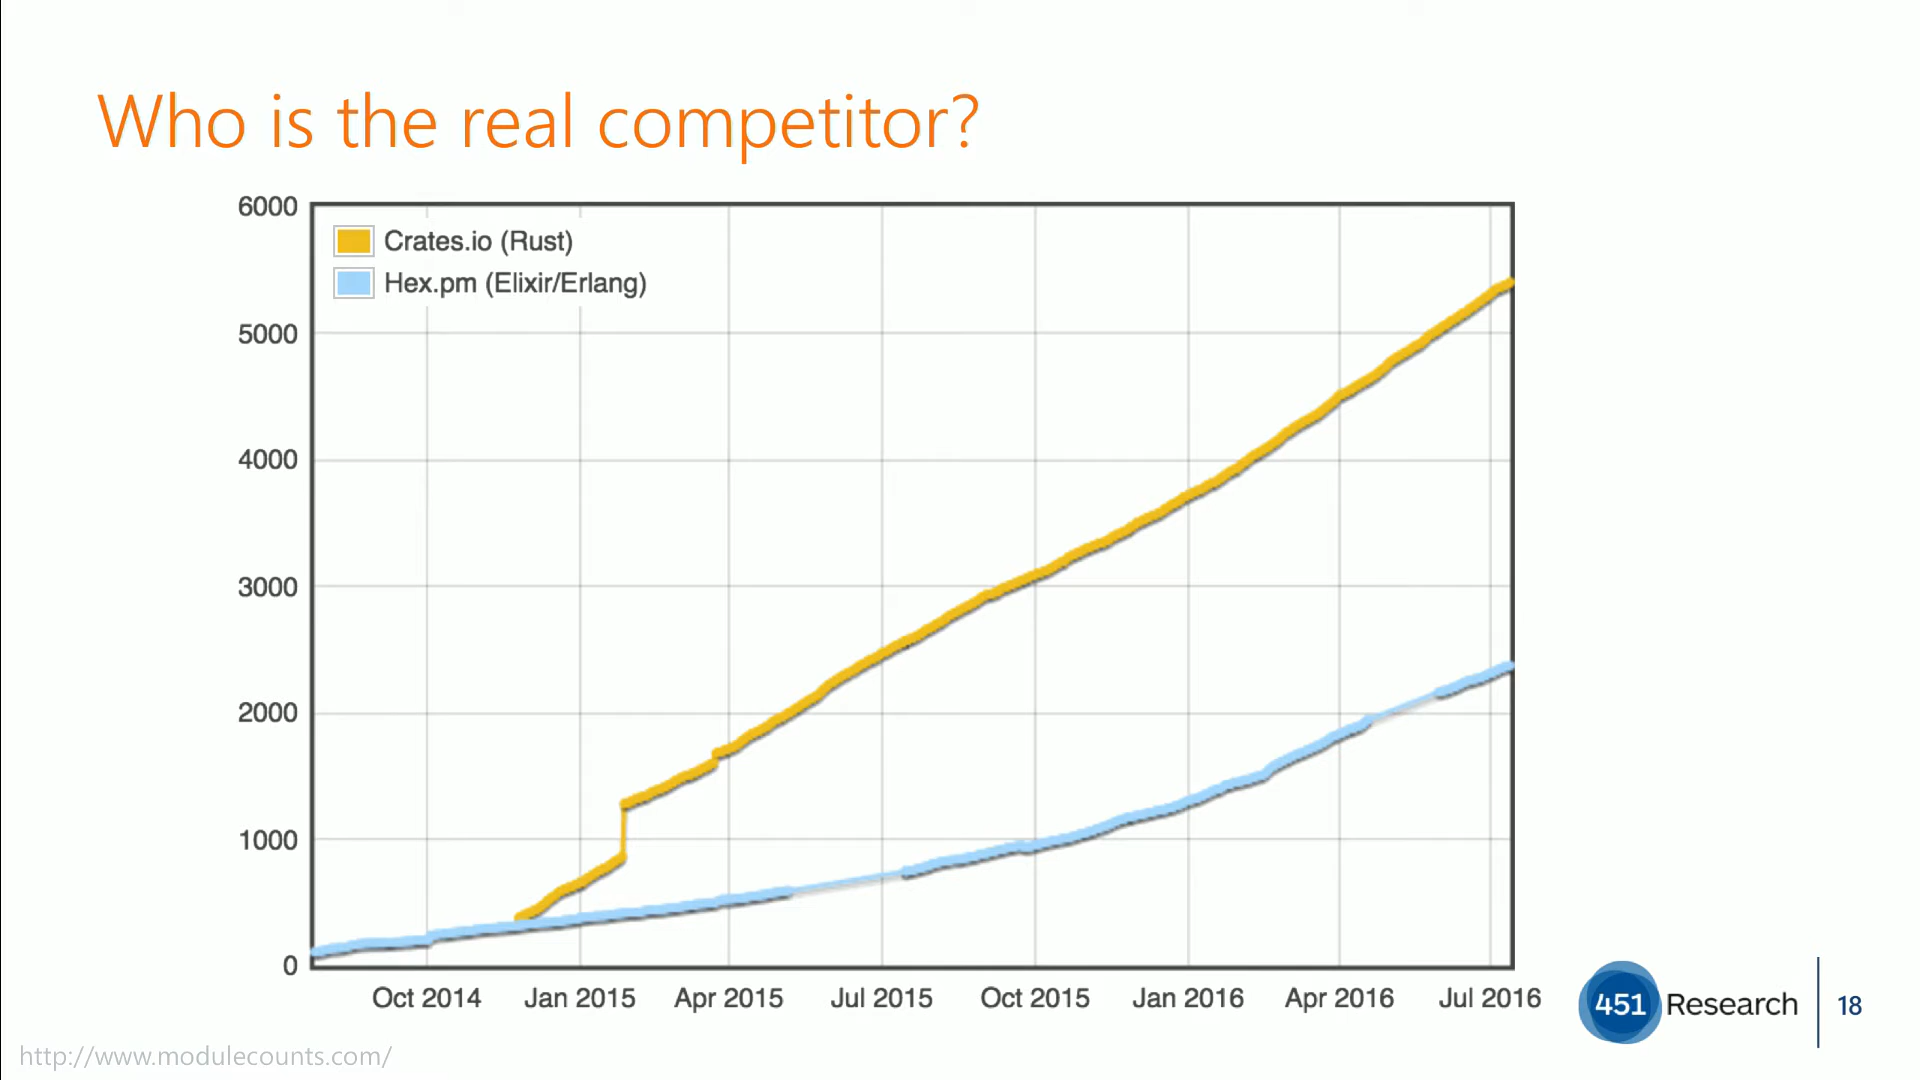 Who is the real competitor?
6000
Crates.io (Rust)
Hex.pm (Elixir/Erlang)
5000
4000
3000
2000
1000
0
Oct 2014 Jan 2015 Apr 2015 Jul 2015 Oct 2015 Jan 2016 Apr 2016 Jul 2016
451 Research 18
http://www.modulecounts.com/